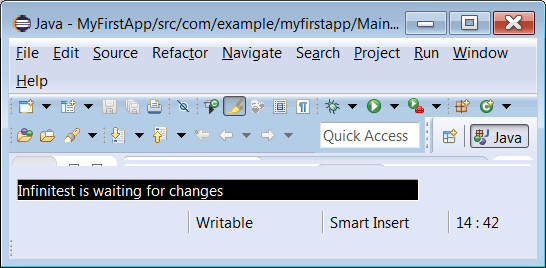 Java - MyFirstApp/src/com/example/myfirstapp/Main...
File Edit Source Refactor Navigate Search Project Run Window
Help
Quick Access
Java
Infinitest is waiting for changes
Writable Smart Insert 14 : 42